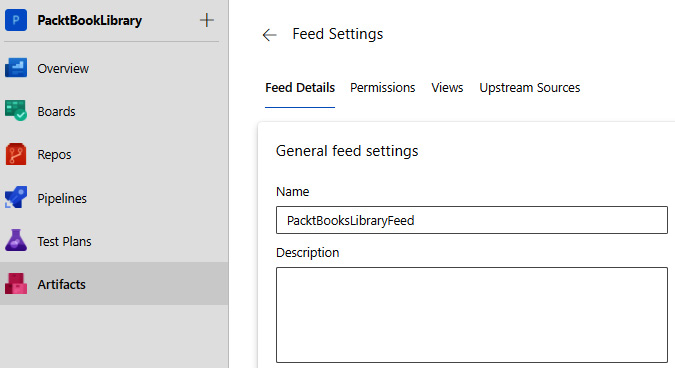 P PacktBookLibrary +
Overview
Boards
Repos
Pipelines
Test Plans
Artifacts
← Feed Settings
Feed Details Permissions Views Upstream Sources
General feed settings
Name
PacktBooksLibraryFeed
Description